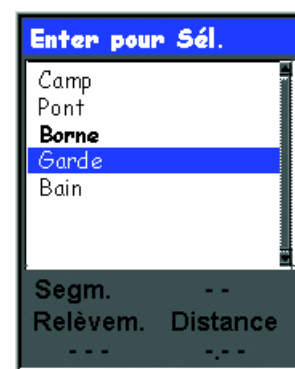 Enter pour Sél.
Camp
Pont
Borne
Garde
Bain
Segm. - -
Relèvem. Distance
- - - -.- -